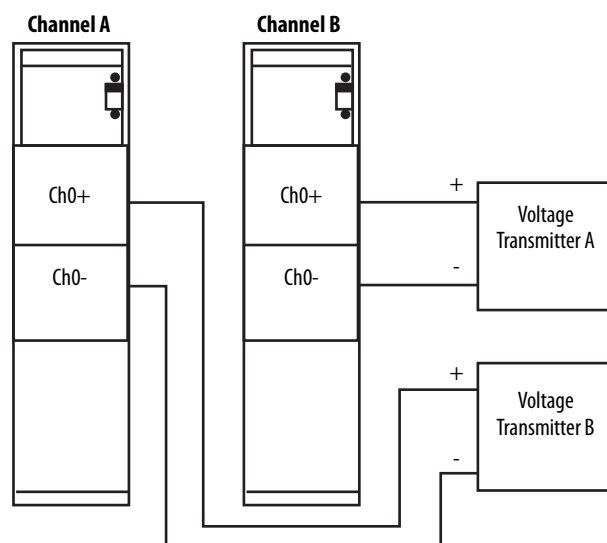 Channel A
Channel B
Ch0+
Ch0+
+
Voltage
Transmitter A
Ch0-
Ch0-
-
+
Voltage
Transmitter B
-